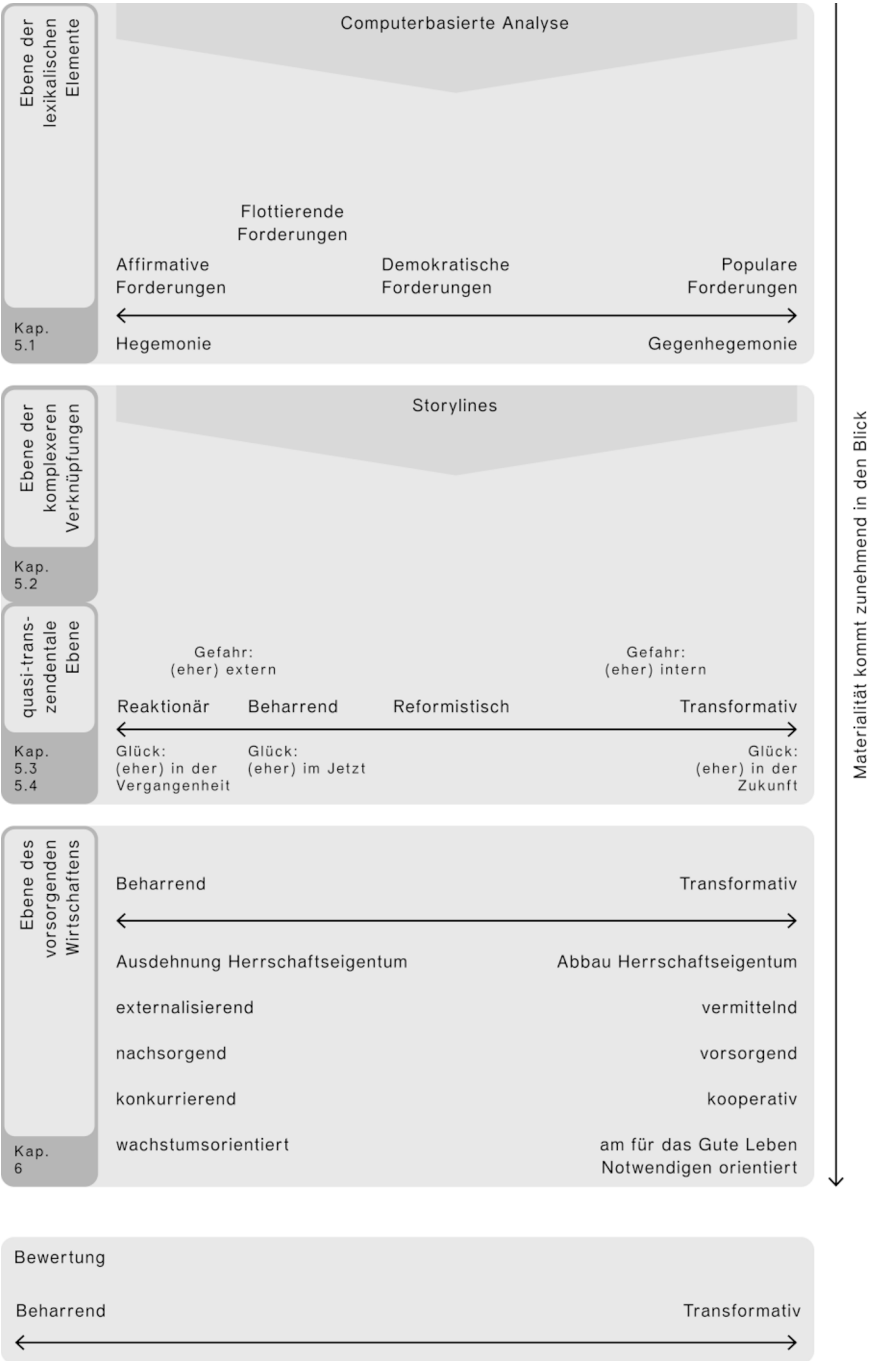 Ebene der
lexikalischen
Elemente
Kap.
5.1
Computerbasierte Analyse
Flottierende
Forderungen
Affirmative
Forderungen
Demokratische
Forderungen
Populare
Forderungen
Hegemonie
Gegenhegemonie
Ebene der
komplexeren
Verknüpfungen
Kap.
5.2
Storylines
quasi-trans-
zendentale
Ebene
Kap.
5.3
5.4
Gefahr:
(eher) extern
Gefahr:
(eher) intern
Reaktionär
Beharrend
Reformistisch
Transformativ
Glück:
(eher) in der
Vergangenheit
Glück:
(eher) im Jetzt
Glück:
(eher) in der
Zukunft
Ebene des
vorsorgenden
Wirtschaftens
Kap.
6
Beharrend
Transformativ
Ausdehnung Herrschaftseigentum
Abbau Herrschaftseigentum
externalisierend
vermittelnd
nachsorgend
vorsorgend
konkurrierend
kooperativ
wachstumsorientiert
am für das Gute Leben
Notwendigen orientiert
Materialität kommt zunehmend in den Blick
Bewertung
Beharrend
Transformativ